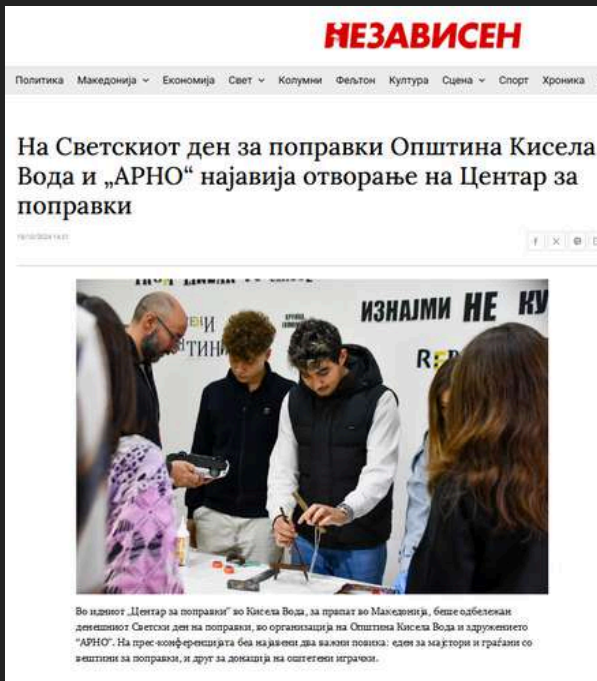 НЕЗАВИСЕН
Политика Македонија Економија Свет Колумни Фељтон Култура Сцена Спорт Хроника
На Светскиот ден за поправки Општина Кисела
Вода и „АРНО“ најавија отворање на Центар за
поправки
ИЗНАЈМИ НЕ КУ
Во идниот „Центар за поправки“ во Кисела Вода, за првпат во Македонија, беше одбележан
денешниот Светски ден на поправки, во организација на Општина Кисела Вода и здружението
“АРНО”. На прес-конференцијата беа најавени два важни повика: еден за мајстори и граѓани со
вештини за поправки, и друг за донација на оштетени играчки.